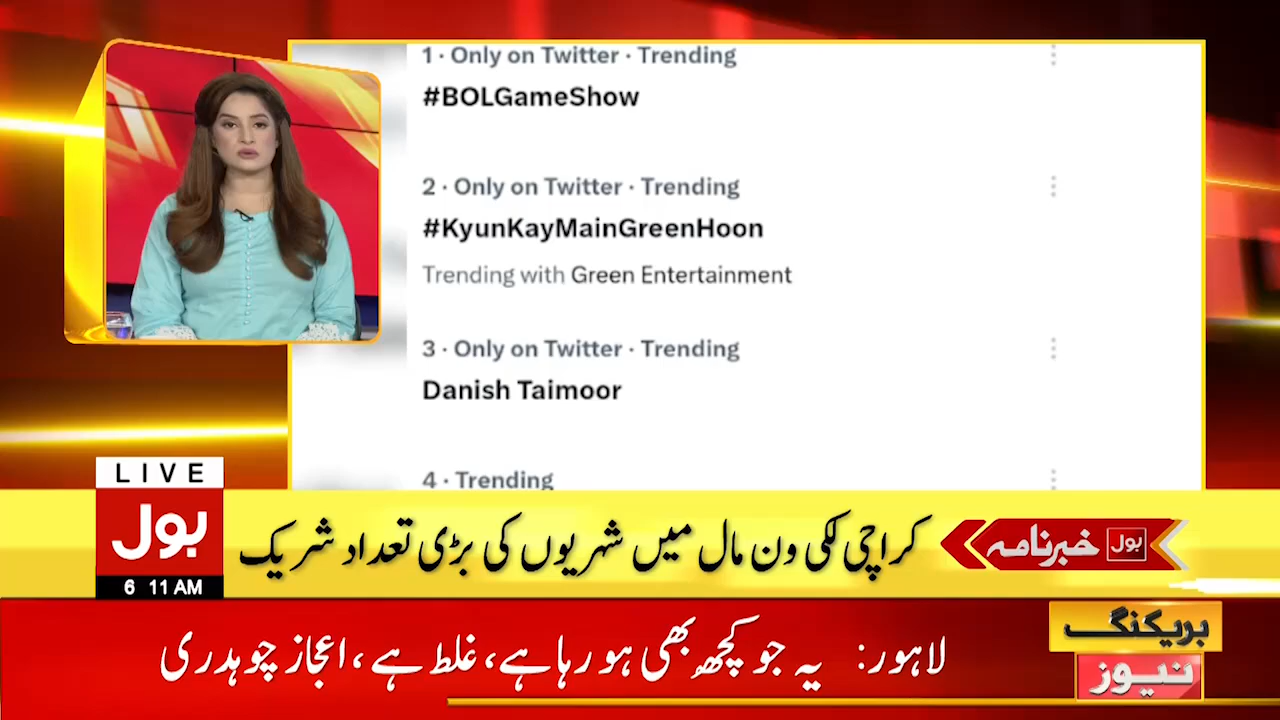 1 · Only on Twitter · Trending
#BOLGameShow
2 · Only on Twitter · Trending
#KyunKayMainGreenHoon
Trending with Green Entertainment
3 · Only on Twitter · Trending
Danish Taimoor
4 · Trending
LIVE
بول
6 11 AM
بول خبرنامہ
کراچی لکی ون مال میں شہریوں کی بڑی تعداد شریک
بریکنگ
نیوز
لاہور: یہ جو کچھ بھی ہو رہا ہے، غلط ہے، اعجاز چوہدری